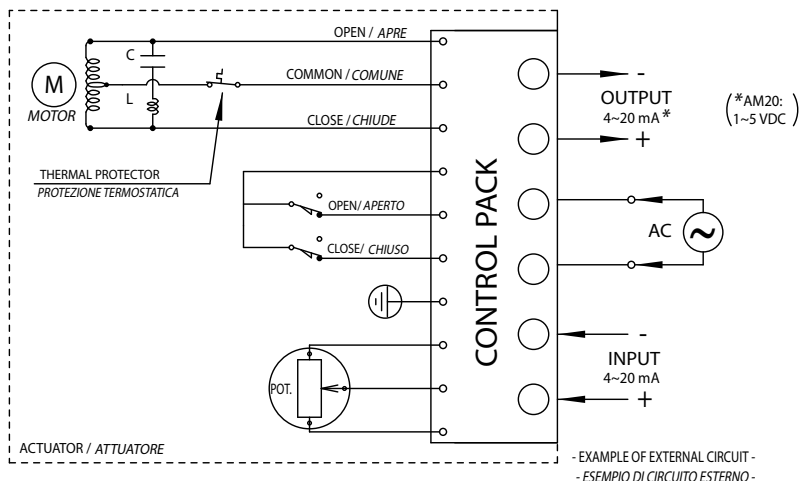 OPEN / APRE
C
COMMON / COMUNE
M
MOTOR
L
CLOSE / CHIUDE
THERMAL PROTECTOR
PROTEZIONE TERMOSTATICA
OPEN/ APERTO
CLOSE/ CHIUSO
POT.
CONTROL PACK
-
OUTPUT
4~20 mA*
+
(*AM20:
1~5 VDC)
AC
~
-
INPUT
4~20 mA
+
ACTUATOR / ATTUATORE
- EXAMPLE OF EXTERNAL CIRCUIT -
- ESEMPIO DI CIRCUITO ESTERNO -